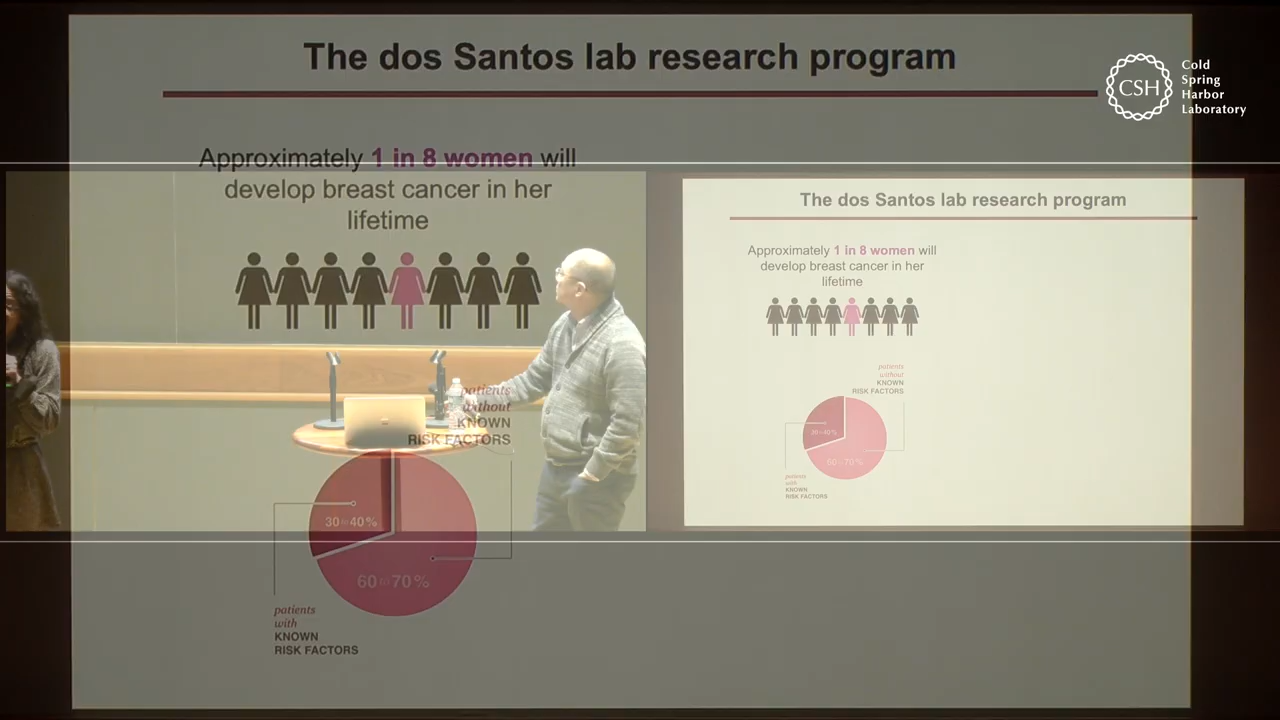 The dos Santos lab research program
CSH
Cold
Spring
Harbor
Laboratory
Approximately 1 in 8 women will
develop breast cancer in her
lifetime
patients
without
KNOWN
RISK FACTORS
30 to 40 %
60 to 70 %
patients
with
KNOWN
RISK FACTORS
The dos Santos lab research program
Approximately 1 in 8 women will
develop breast cancer in her
lifetime
patients
without
KNOWN
RISK FACTORS
60 to 70 %
patients
with
KNOWN
RISK FACTORS